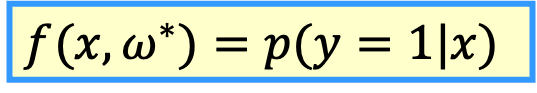 f(x, ω*) = p(y = 1|x)